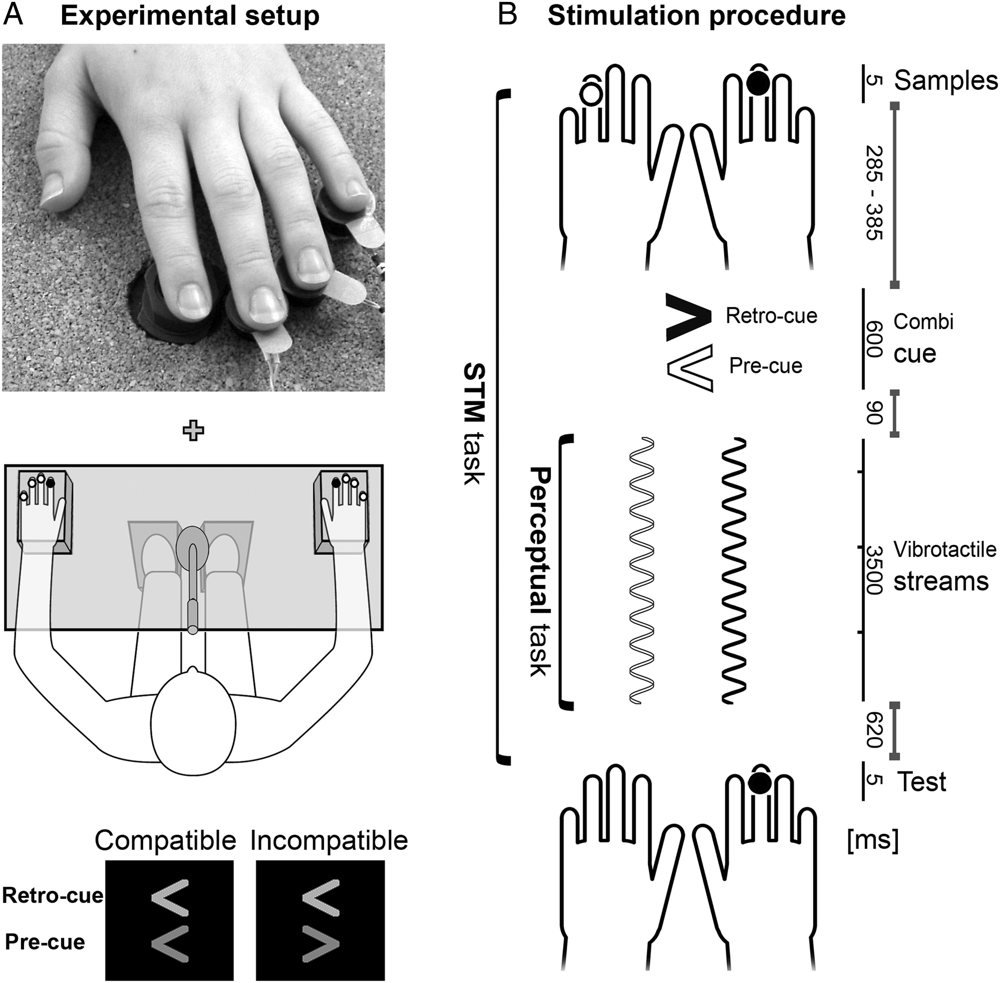 A Experimental setup
Compatible Incompatible
Retro-cue
Pre-cue
B Stimulation procedure
5 Samples
285 - 385
Retro-cue
Pre-cue
600
Combi
cue
90
STM task
Perceptual task
3500
Vibrotactile
streams
620
5 Test
[ms]